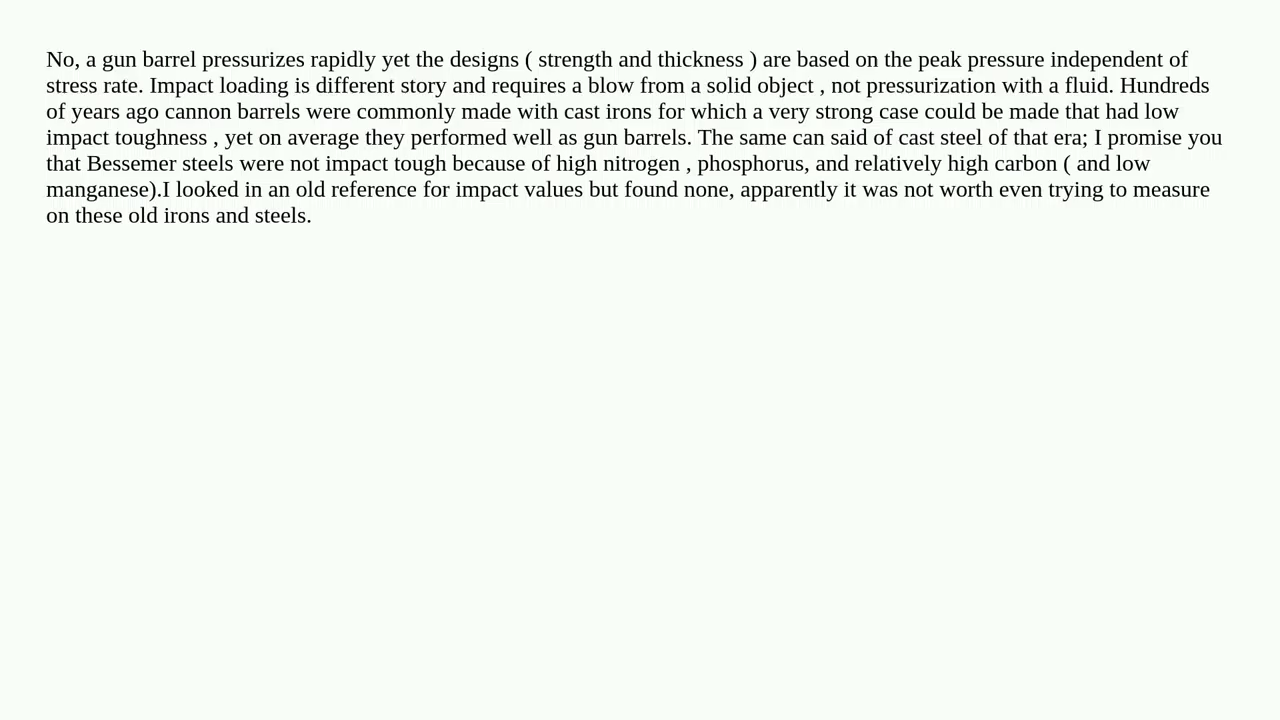 No, a gun barrel pressurizes rapidly yet the designs ( strength and thickness ) are based on the peak pressure independent of
stress rate. Impact loading is different story and requires a blow from a solid object , not pressurization with a fluid. Hundreds
of years ago cannon barrels were commonly made with cast irons for which a very strong case could be made that had low
impact toughness , yet on average they performed well as gun barrels. The same can said of cast steel of that era; I promise you
that Bessemer steels were not impact tough because of high nitrogen , phosphorus, and relatively high carbon ( and low
manganese).I looked in an old reference for impact values but found none, apparently it was not worth even trying to measure
on these old irons and steels.